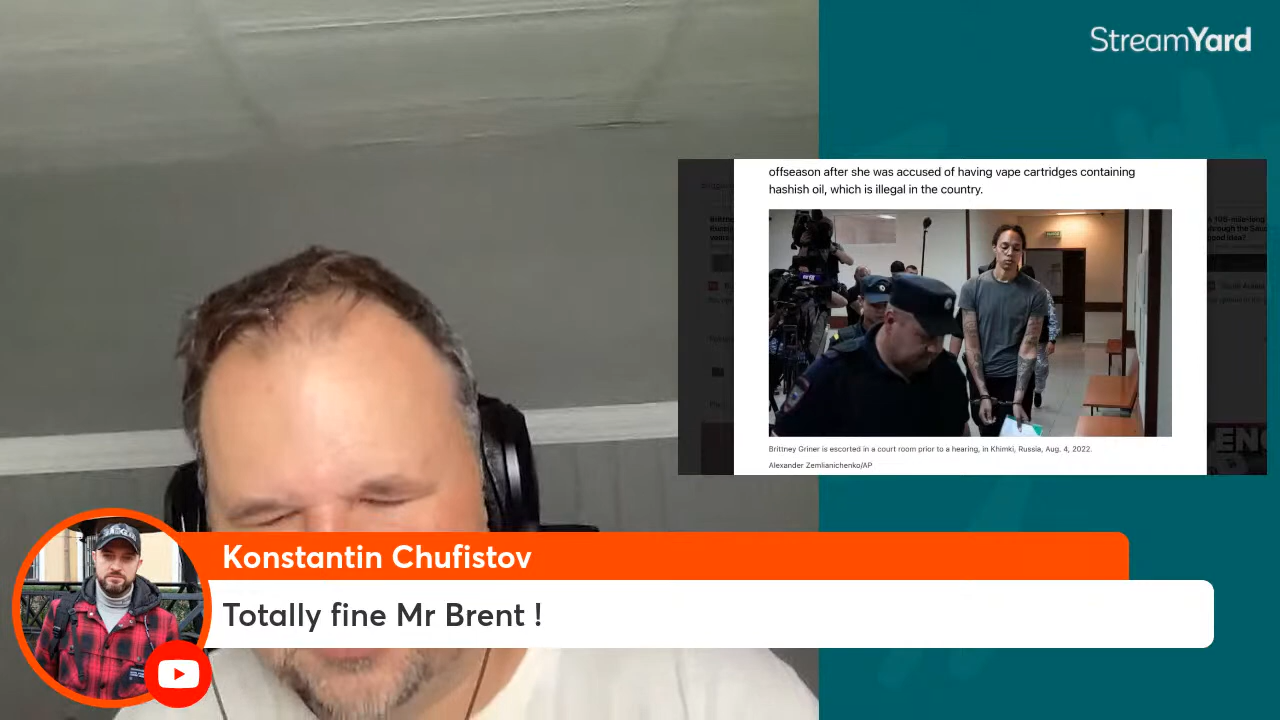 StreamYard
offseason after she was accused of having vape cartridges containing
hashish oil, which is illegal in the country.
Brittney Griner is escorted in a court room prior to a hearing, in Khimki, Russia, Aug. 4, 2022.
Alexander Zemlianichenko/AP
Konstantin Chufistov
Totally fine Mr Brent !